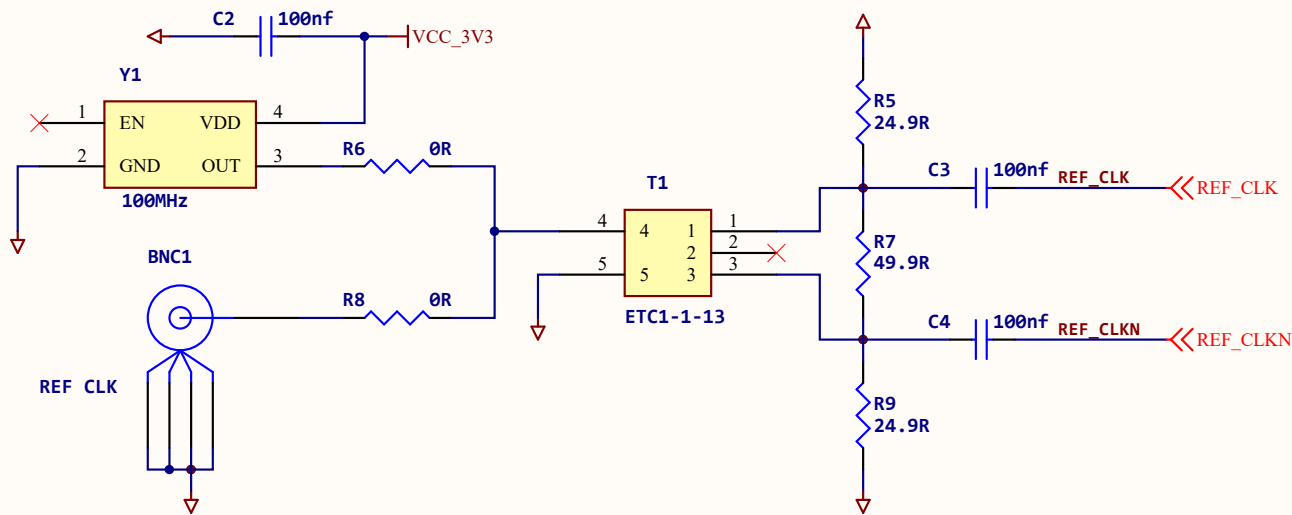 C2 100nf
VCC_3V3
Y1
1 EN VDD 4
2 GND OUT 3
100MHz
R6 0R
BNC1
R8 0R
REF CLK
T1
4 4 1 1
2 2
5 5 3 3
ETC1-1-13
R5
24.9R
C3 100nf
REF_CLK
REF_CLK
R7
49.9R
C4 100nf
REF_CLKN
REF_CLKN
R9
24.9R